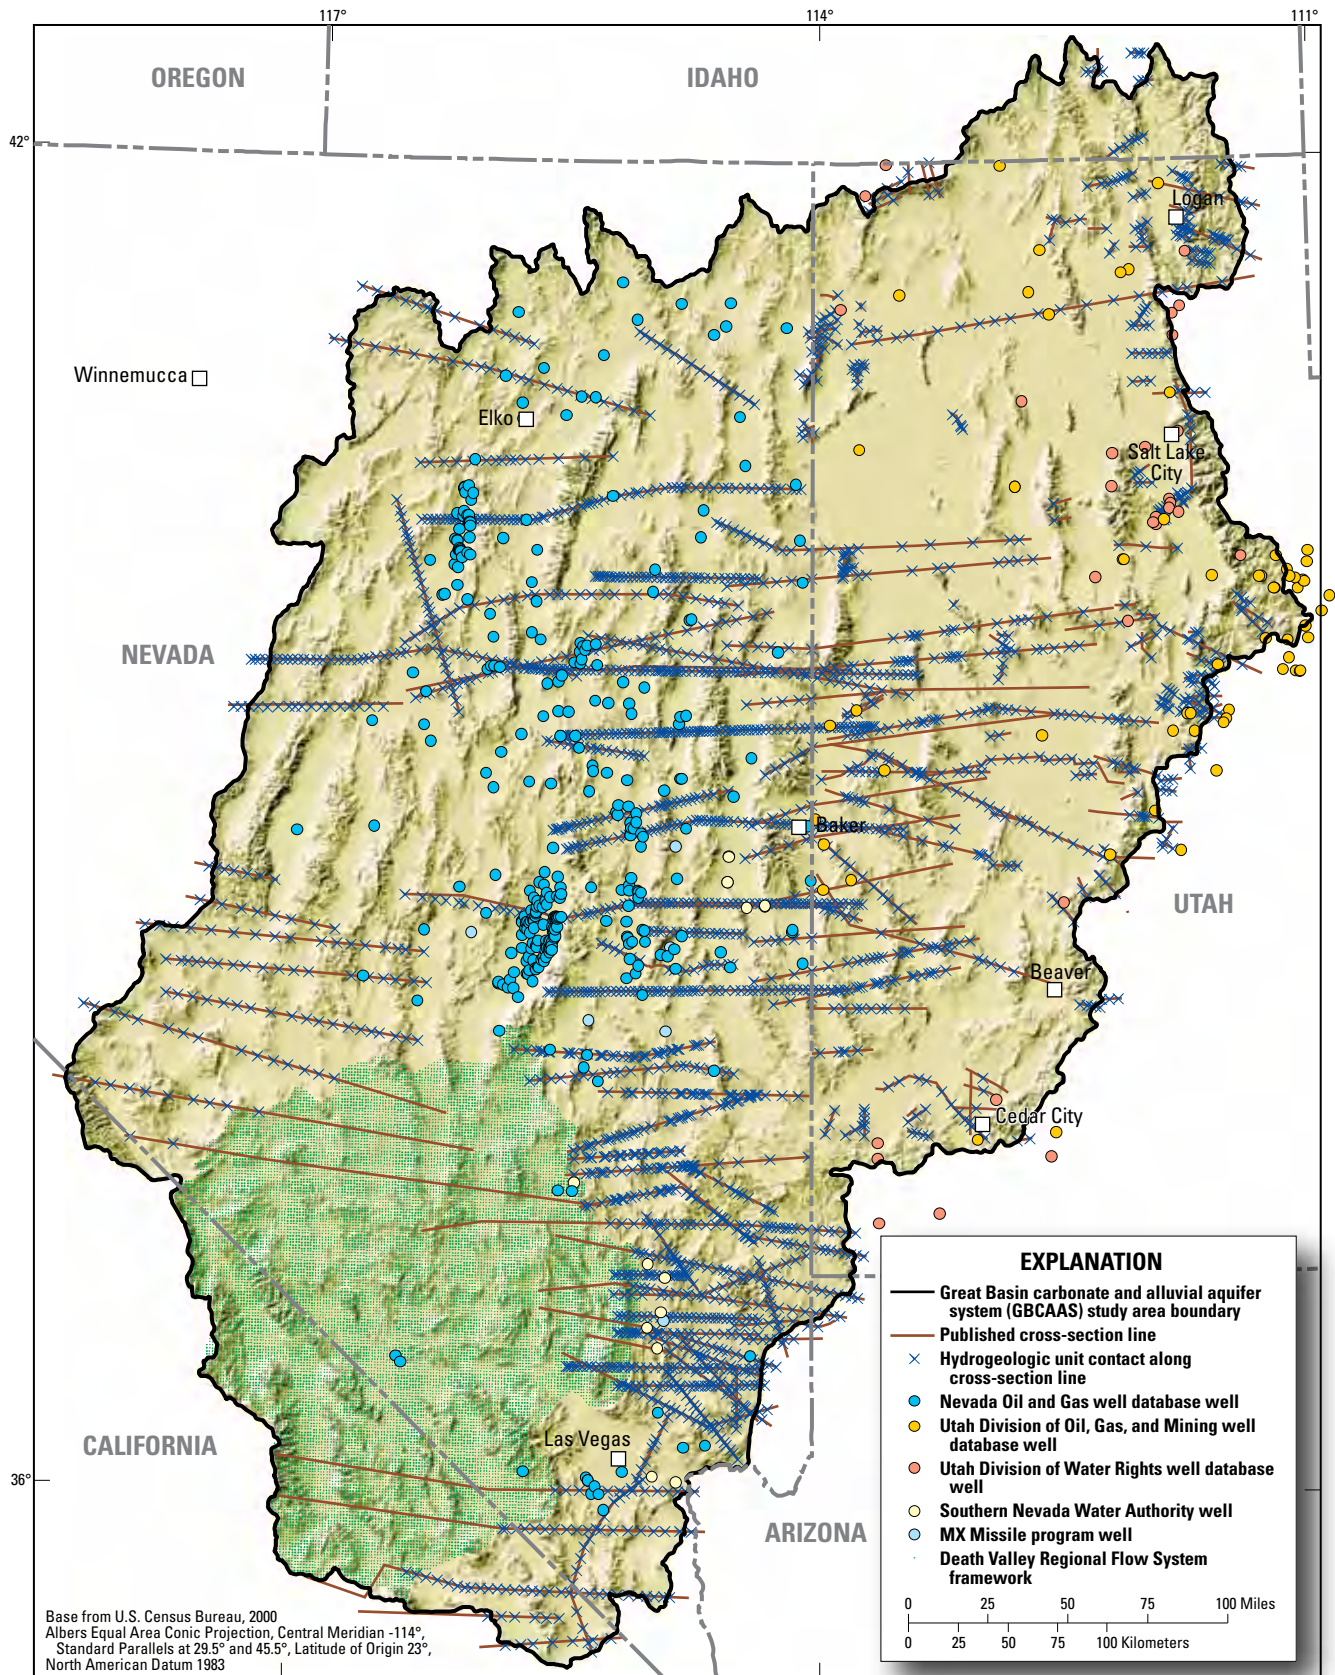 117°
114°
111°
OREGON
IDAHO
42°
Logan
Winnemucca
Elko
Salt Lake
City
NEVADA
Baker
UTAH
Beaver
Cedar City
EXPLANATION
Great Basin carbonate and alluvial aquifer
system (GBCAAS) study area boundary
Published cross-section line
Hydrogeologic unit contact along
cross-section line
Nevada Oil and Gas well database well
Utah Division of Oil, Gas, and Mining well
database well
Utah Division of Water Rights well database
well
Southern Nevada Water Authority well
MX Missile program well
Death Valley Regional Flow System
framework
0 25 50 75 100 Miles
0 25 50 75 100 Kilometers
CALIFORNIA
Las Vegas
36°
ARIZONA
Base from U.S. Census Bureau, 2000
Albers Equal Area Conic Projection, Central Meridian -114°,
Standard Parallels at 29.5° and 45.5°, Latitude of Origin 23°,
North American Datum 1983